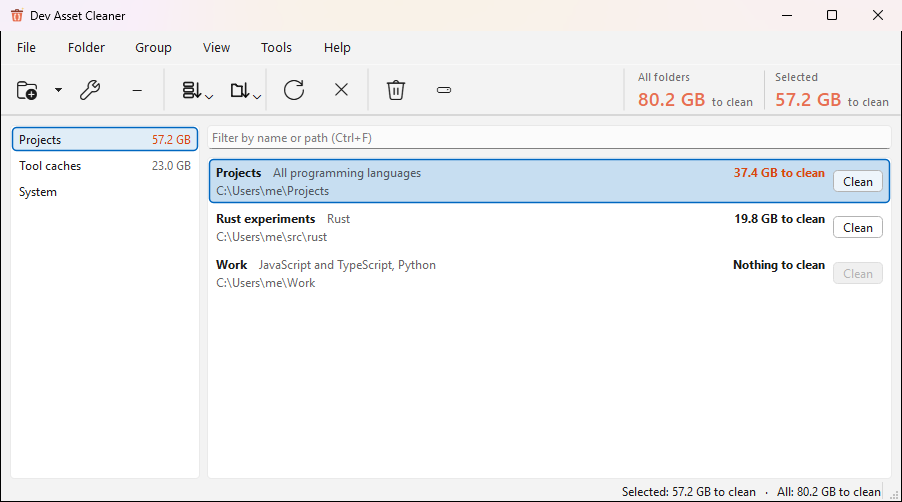 Dev Asset Cleaner
File Folder Group View Tools Help
All folders
80.2 GB to clean
Selected
57.2 GB to clean
Projects 57.2 GB
Tool caches 23.0 GB
System
Filter by name or path (Ctrl+F)
Projects All programming languages 37.4 GB to clean
C:\Users\me\Projects
Clean
Rust experiments Rust 19.8 GB to clean
C:\Users\me\src\rust
Clean
Work JavaScript and TypeScript, Python Nothing to clean
C:\Users\me\Work
Clean
Selected: 57.2 GB to clean · All: 80.2 GB to clean